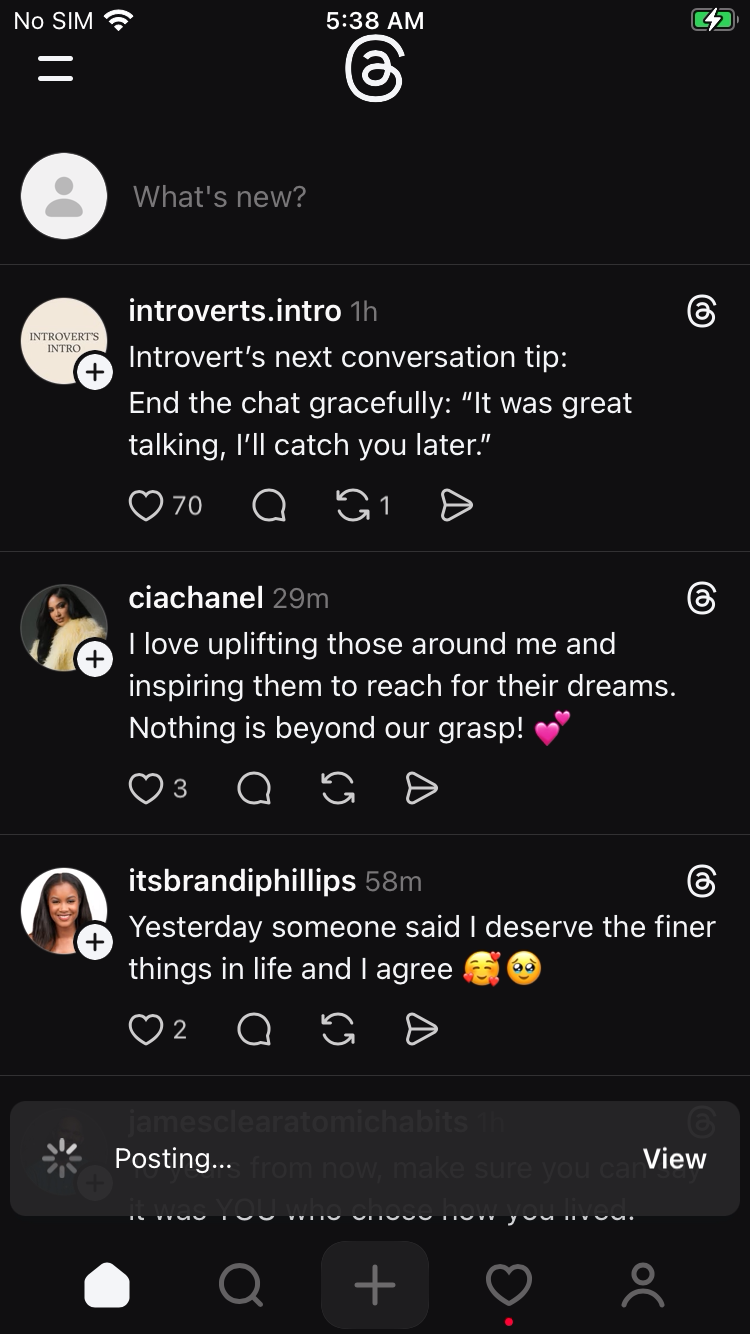 No SIM 5:38 AM
What's new?
introverts.intro 1h
INTROVERT'S
INTRO
Introvert’s next conversation tip:
End the chat gracefully: “It was great
talking, I’ll catch you later.”
70 1
ciachanel 29m
I love uplifting those around me and
inspiring them to reach for their dreams.
Nothing is beyond our grasp! 💕
3
itsbrandiphillips 58m
Yesterday someone said I deserve the finer
things in life and I agree 🥰🥹
2
jamesclearatomichabits 1h
Posting... View
10 years from now, make sure you can say
it was YOU who chose how you lived.